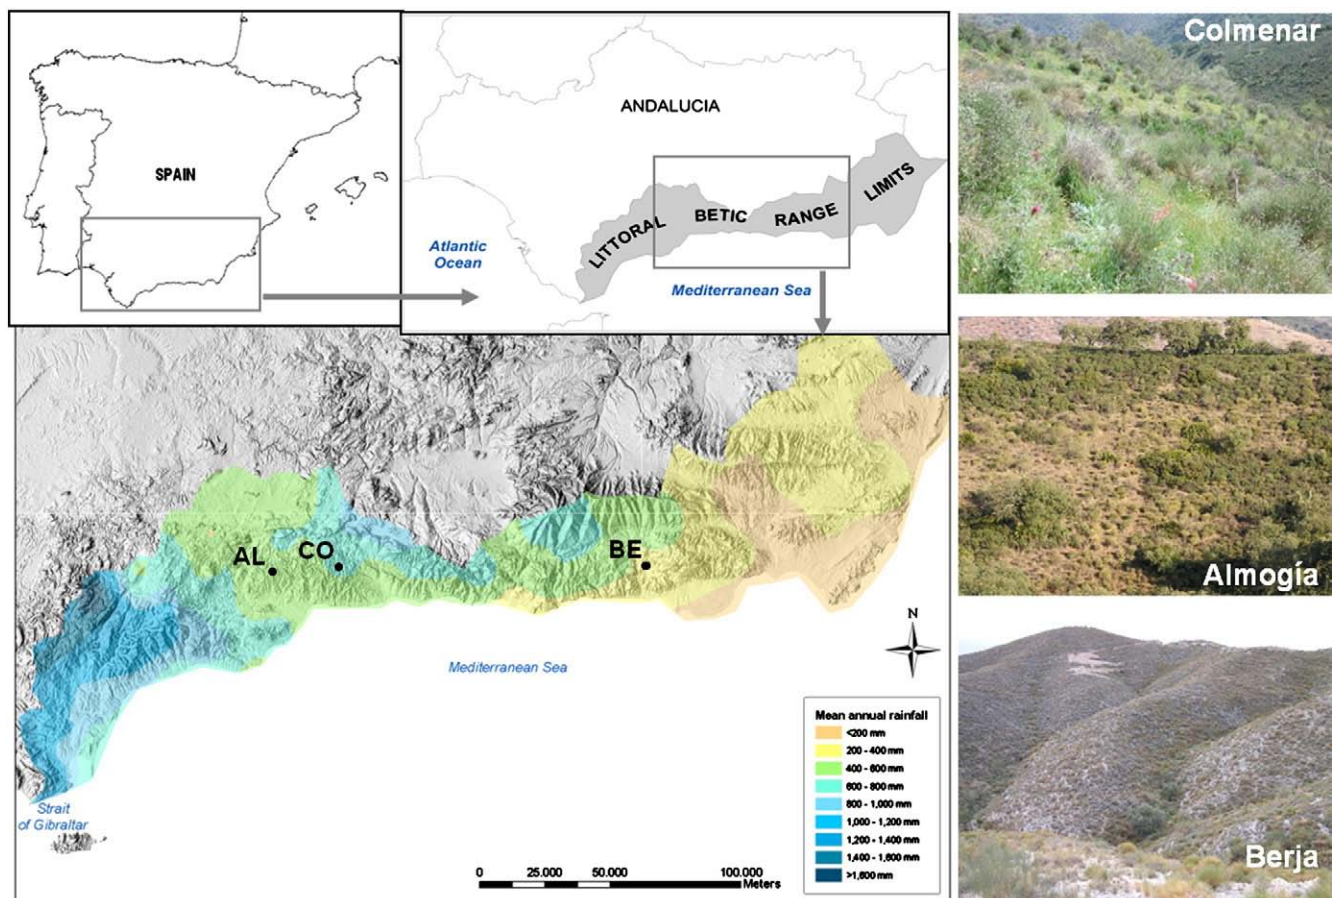 SPAIN
ANDALUCIA
LITTORAL
BETIC
RANGE
LIMITS
Atlantic
Ocean
Mediterranean Sea
Colmenar
Almogía
Berja
AL
CO
BE
N
Mediterranean Sea
Strait
of Gibraltar
Mean annual rainfall
<200 mm
200 - 400 mm
400 - 600 mm
600 - 800 mm
800 - 1,000 mm
1,000 - 1,200 mm
1,200 - 1,400 mm
1,400 - 1,600 mm
>1,600 mm
0 25.000 50.000 100.000
Meters